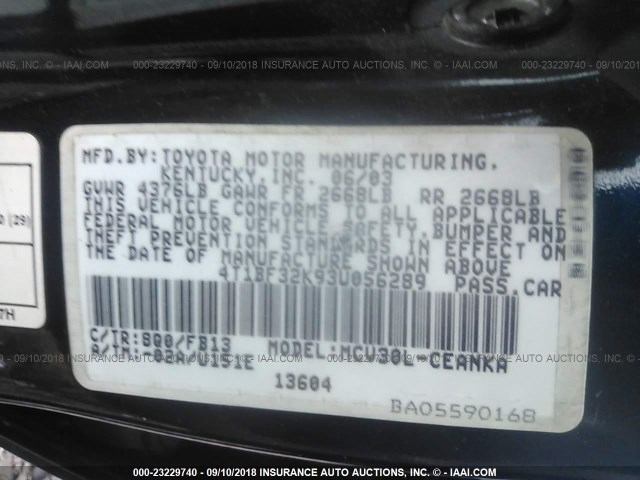 000-23229740 - 09/10/2018 INSURANCE AUTO AUCTIONS, INC. - © IAAI.COM
MFD.BY: TOYOTA MOTOR MANUFACTURING,
KENTUCKY, INC. 06/03
GVWR 4376LB GAWR FR 2668LB RR 2668LB
THIS VEHICLE CONFORMS TO ALL APPLICABLE
FEDERAL MOTOR VEHICLE SAFETY, BUMPER AND
THEFT PREVENTION STANDARDS IN EFFECT ON
THE DATE OF MANUFACTURE SHOWN ABOVE
4T1BF32K93U056289 PASS.CAR
C/TR:8Q0/FB13 MODEL:MCV30L-CEANKA
13604
BA05590168
(29)
7H
000-23229740 - 09/10/2018 INSURANCE AUTO AUCTIONS, INC. - © IAAI.COM
000-23229740 - 09/10/2018 INSURANCE AUTO AUCTIONS, INC. - © IAAI.COM